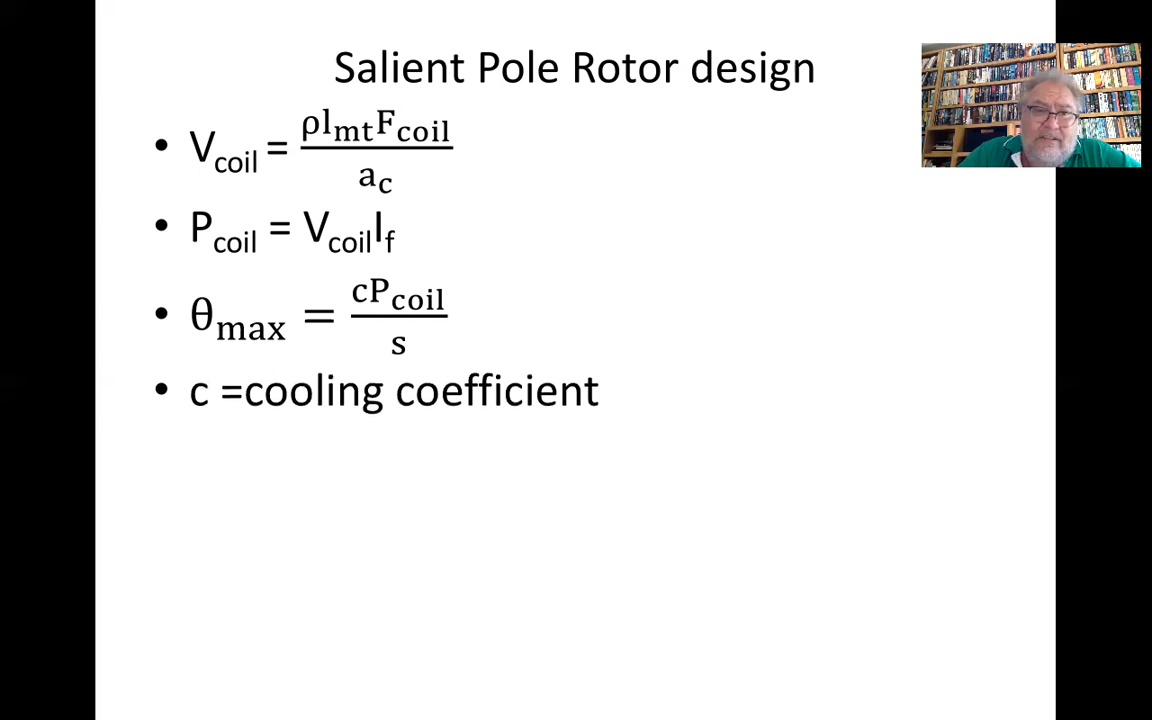 Salient Pole Rotor design
• V_coil = ρl_mt F_coil / a_c
• P_coil = V_coil I_f
• θ_max = cP_coil / s
• c =cooling coefficient